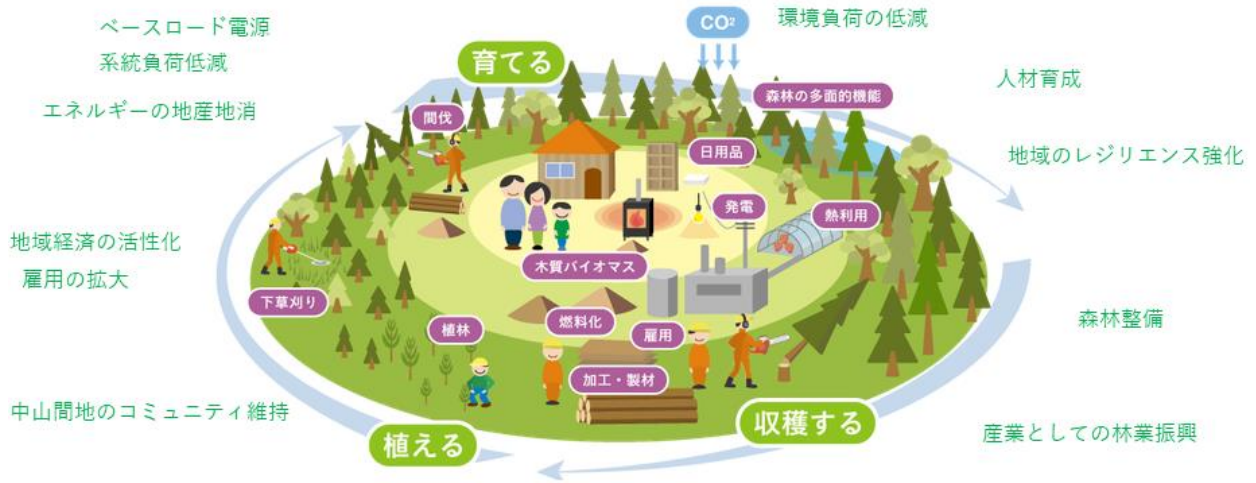 ベースロード電源
系統負荷低減
エネルギーの地産地消
育てる
CO²
環境負荷の低減
人材育成
地域のレジリエンス強化
間伐
森林の多面的機能
日用品
発電
熱利用
地域経済の活性化
雇用の拡大
木質バイオマス
下草刈り
植林
燃料化
雇用
加工・製材
森林整備
中山間地のコミュニティ維持
植える
収穫する
産業としての林業振興